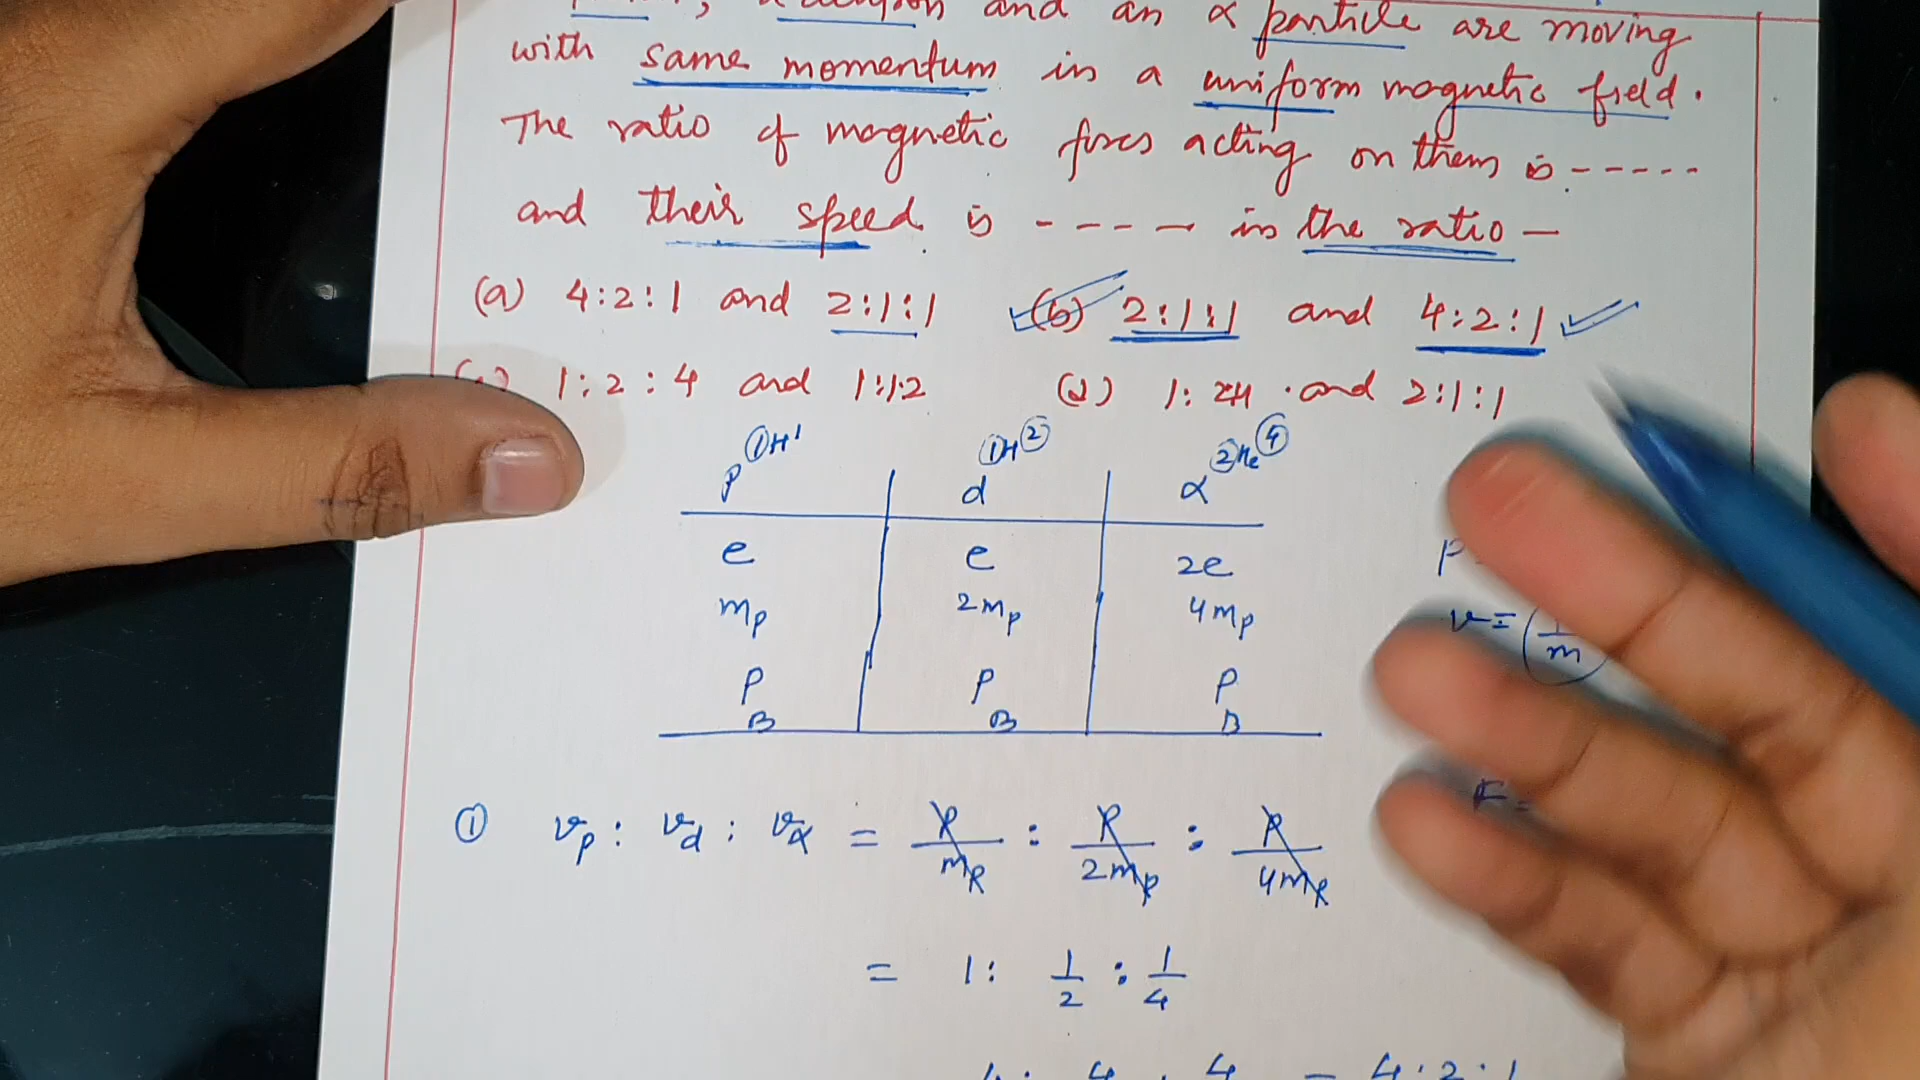 and an α particle are moving
with same momentum in a uniform magnetic field.
The ratio of magnetic forces acting on them is -----
and their speed is ---- in the ratio —
(a) 4:2:1 and 2:1:1 (b) 2:1:1 and 4:2:1
1:2:4 and 1:1:2 (d) and 2:1:1
₁H¹ ₁H² ₂He⁴
p d α
e e 2e
mp 2mp 4mp
p p p
B B B
p
v = m
F =
① vp : vd : vα = p/mp : p/2mp : p/4mp
= 1 : 1/2 : 1/4
4:2:1